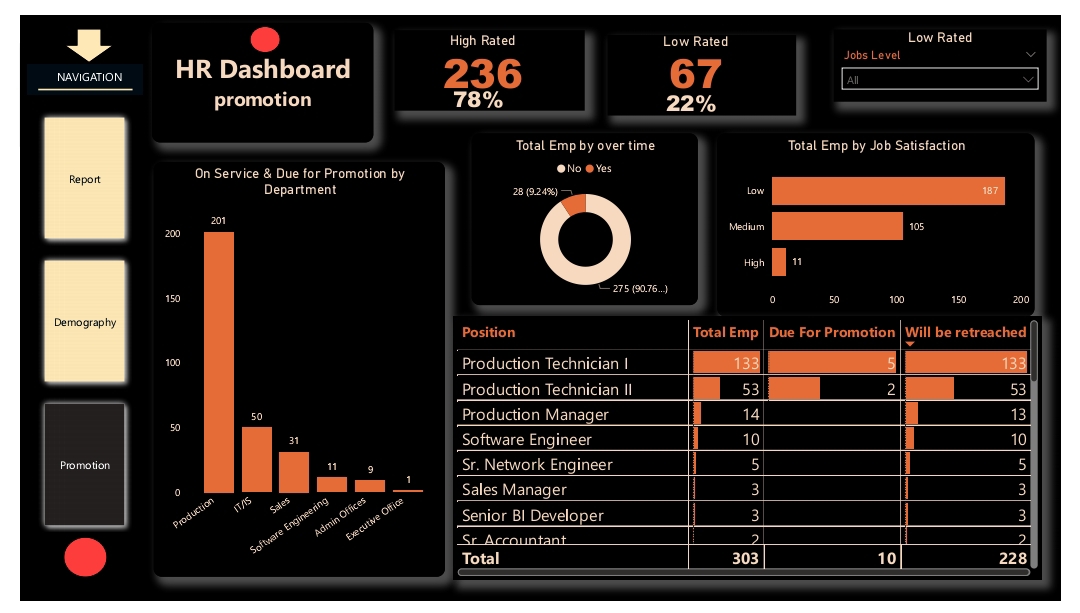 NAVIGATION
Report
Demography
Promotion
HR Dashboard
promotion
High Rated
236
78%
Low Rated
67
22%
Low Rated
Jobs Level
All
On Service & Due for Promotion by
Department
201
200
150
100
50
0
50
31
11
9
1
Production
IT/IS
Sales
Software Engineering
Admin Offices
Executive Office
Total Emp by over time
No Yes
28 (9.24%)
275 (90.76...)
Total Emp by Job Satisfaction
Low 187
Medium 105
High 11
0 50 100 150 200
Position Total Emp Due For Promotion Will be retreached
Production Technician I 133 5 133
Production Technician II 53 2 53
Production Manager 14 13
Software Engineer 10 10
Sr. Network Engineer 5 5
Sales Manager 3 3
Senior BI Developer 3 3
Sr. Accountant 2 2
Total 303 10 228